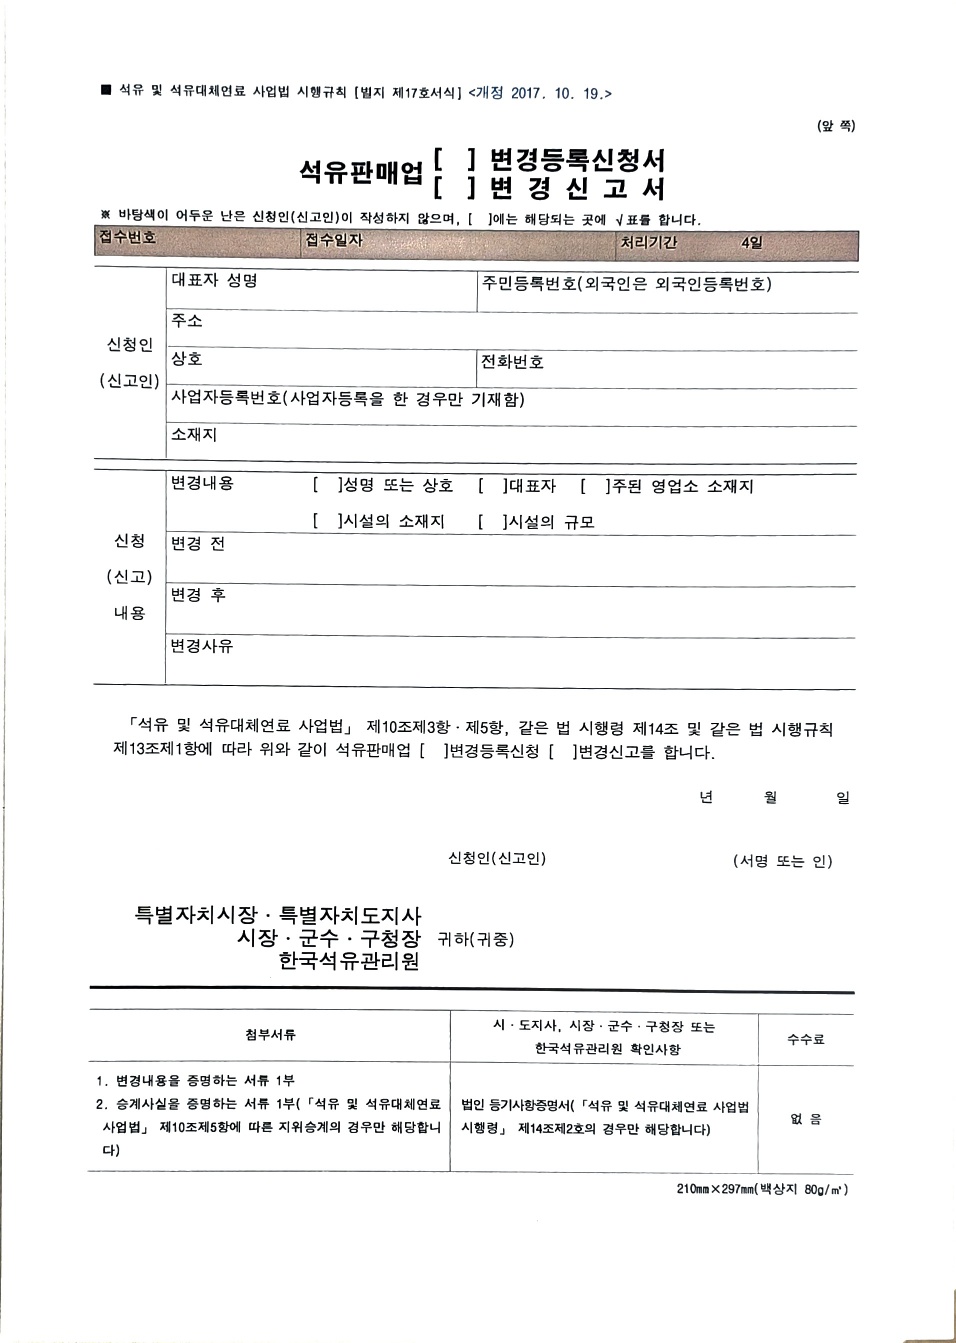 ■ 석유 및 석유대체연료 사업법 시행규칙 [별지 제17호서식] <개정 2017. 10. 19.>
(앞 쪽)
석유판매업 [  ] 변경등록신청서
[  ] 변 경 신 고 서
※ 바탕색이 어두운 난은 신청인(신고인)이 작성하지 않으며, [  ]에는 해당되는 곳에 √표를 합니다.
접수번호 접수일자 처리기간 4일
신청인
(신고인)
대표자 성명 주민등록번호(외국인은 외국인등록번호)
주소
상호 전화번호
사업자등록번호(사업자등록을 한 경우만 기재함)
소재지
신청
(신고)
내용
변경내용 [  ]성명 또는 상호 [  ]대표자 [  ]주된 영업소 소재지
[  ]시설의 소재지 [  ]시설의 규모
변경 전
변경 후
변경사유
「석유 및 석유대체연료 사업법」 제10조제3항·제5항, 같은 법 시행령 제14조 및 같은 법 시행규칙
제13조제1항에 따라 위와 같이 석유판매업 [  ]변경등록신청 [  ]변경신고를 합니다.
년 월 일
신청인(신고인) (서명 또는 인)
특별자치시장·특별자치도지사
시장·군수·구청장 귀하(귀중)
한국석유관리원
첨부서류
시·도지사, 시장·군수·구청장 또는
한국석유관리원 확인사항
수수료
1. 변경내용을 증명하는 서류 1부
2. 승계사실을 증명하는 서류 1부(「석유 및 석유대체연료
사업법」 제10조제5항에 따른 지위승계의 경우만 해당합니
다)
법인 등기사항증명서(「석유 및 석유대체연료 사업법
시행령」 제14조제2호의 경우만 해당합니다)
없 음
210㎜×297㎜(백상지 80g/㎡)